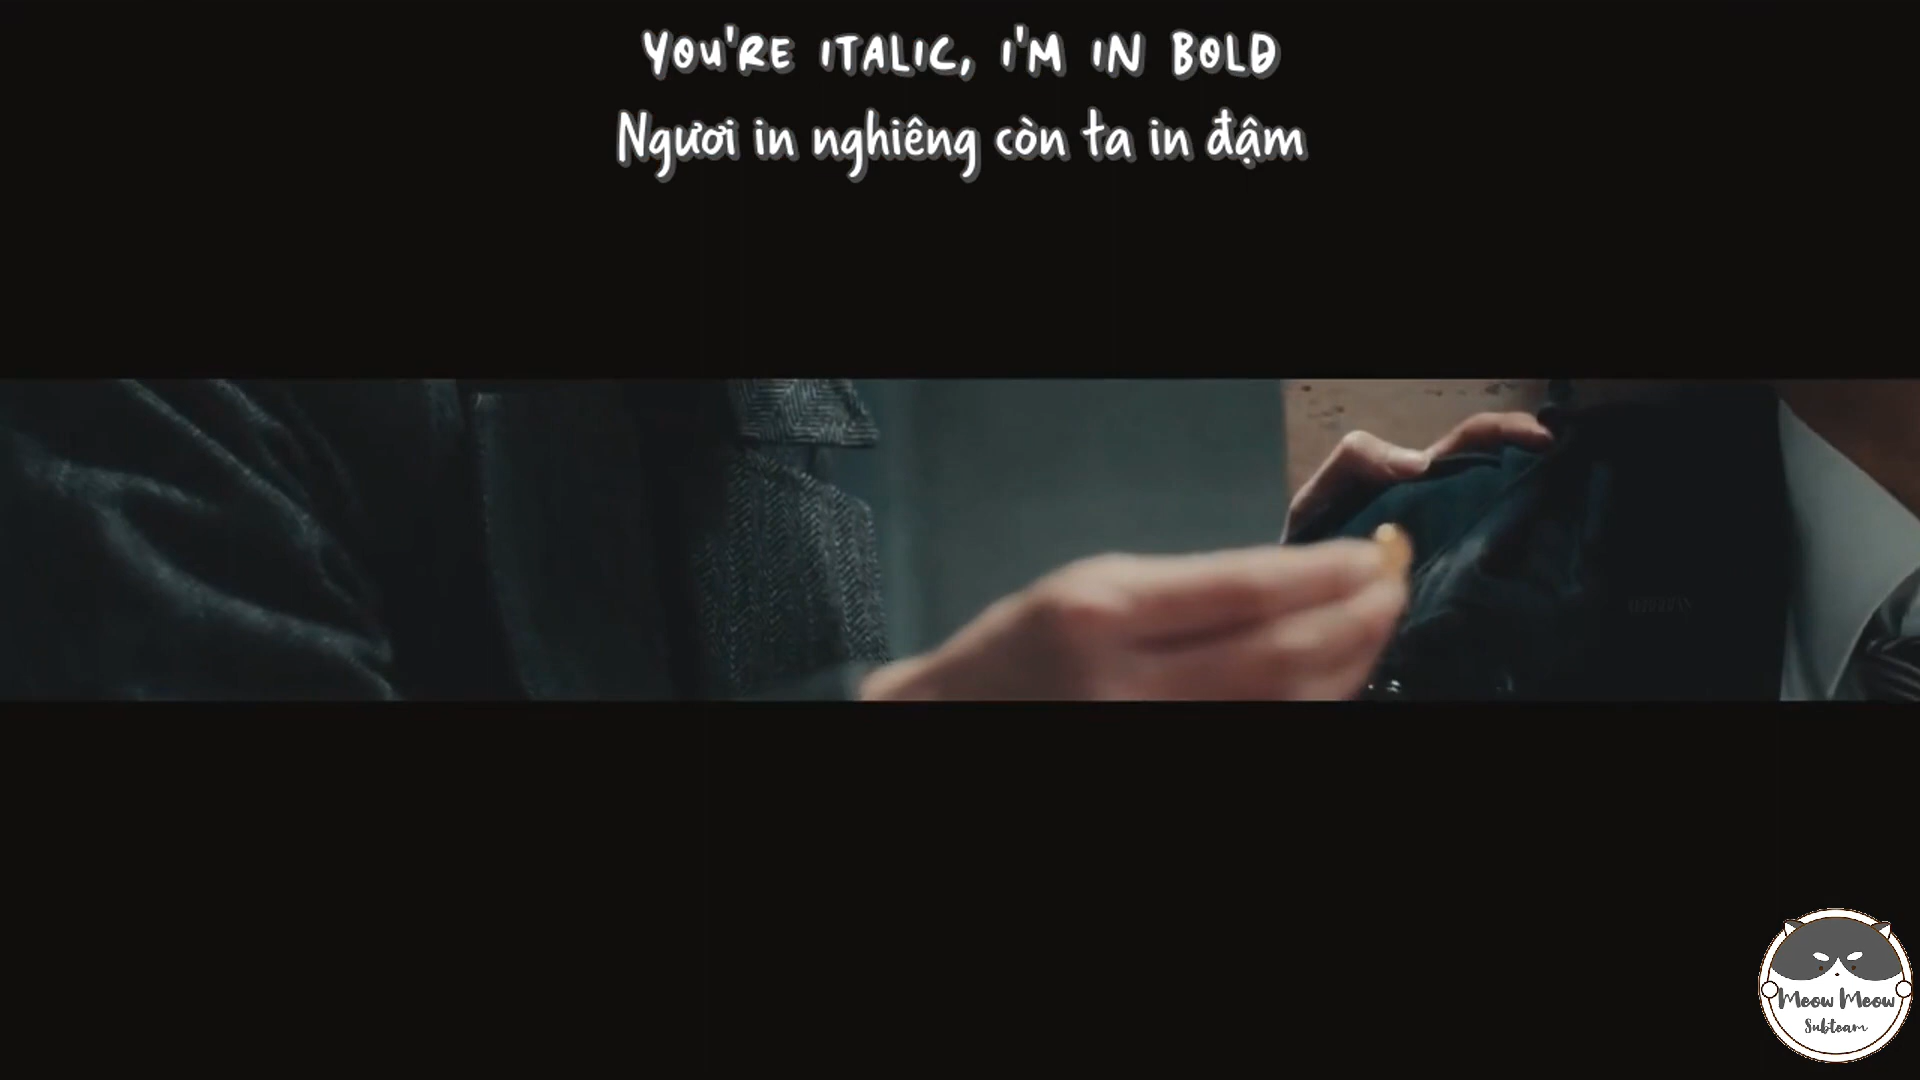 YOU'RE ITALIC, I'M IN BOLD
Ngươi in nghiêng còn ta in đậm
Meow Meow
Subteam